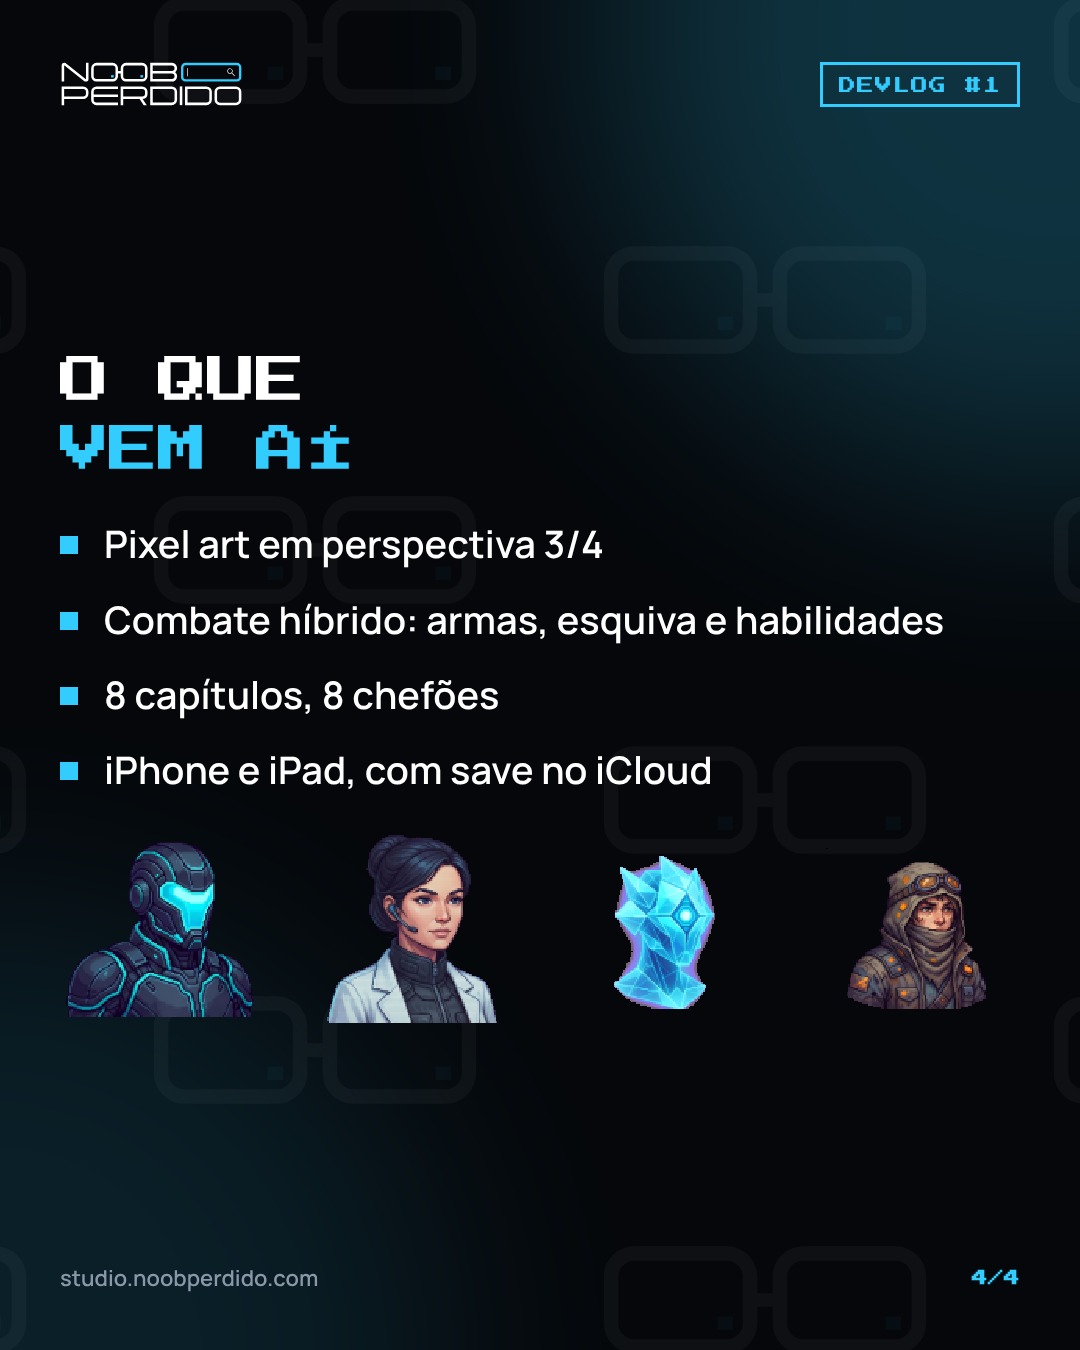 NOOB
PERDIDO
DEVLOG #1
O QUE
VEM Aí
Pixel art em perspectiva 3/4
Combate híbrido: armas, esquiva e habilidades
8 capítulos, 8 chefões
iPhone e iPad, com save no iCloud
studio.noobperdido.com
4/4